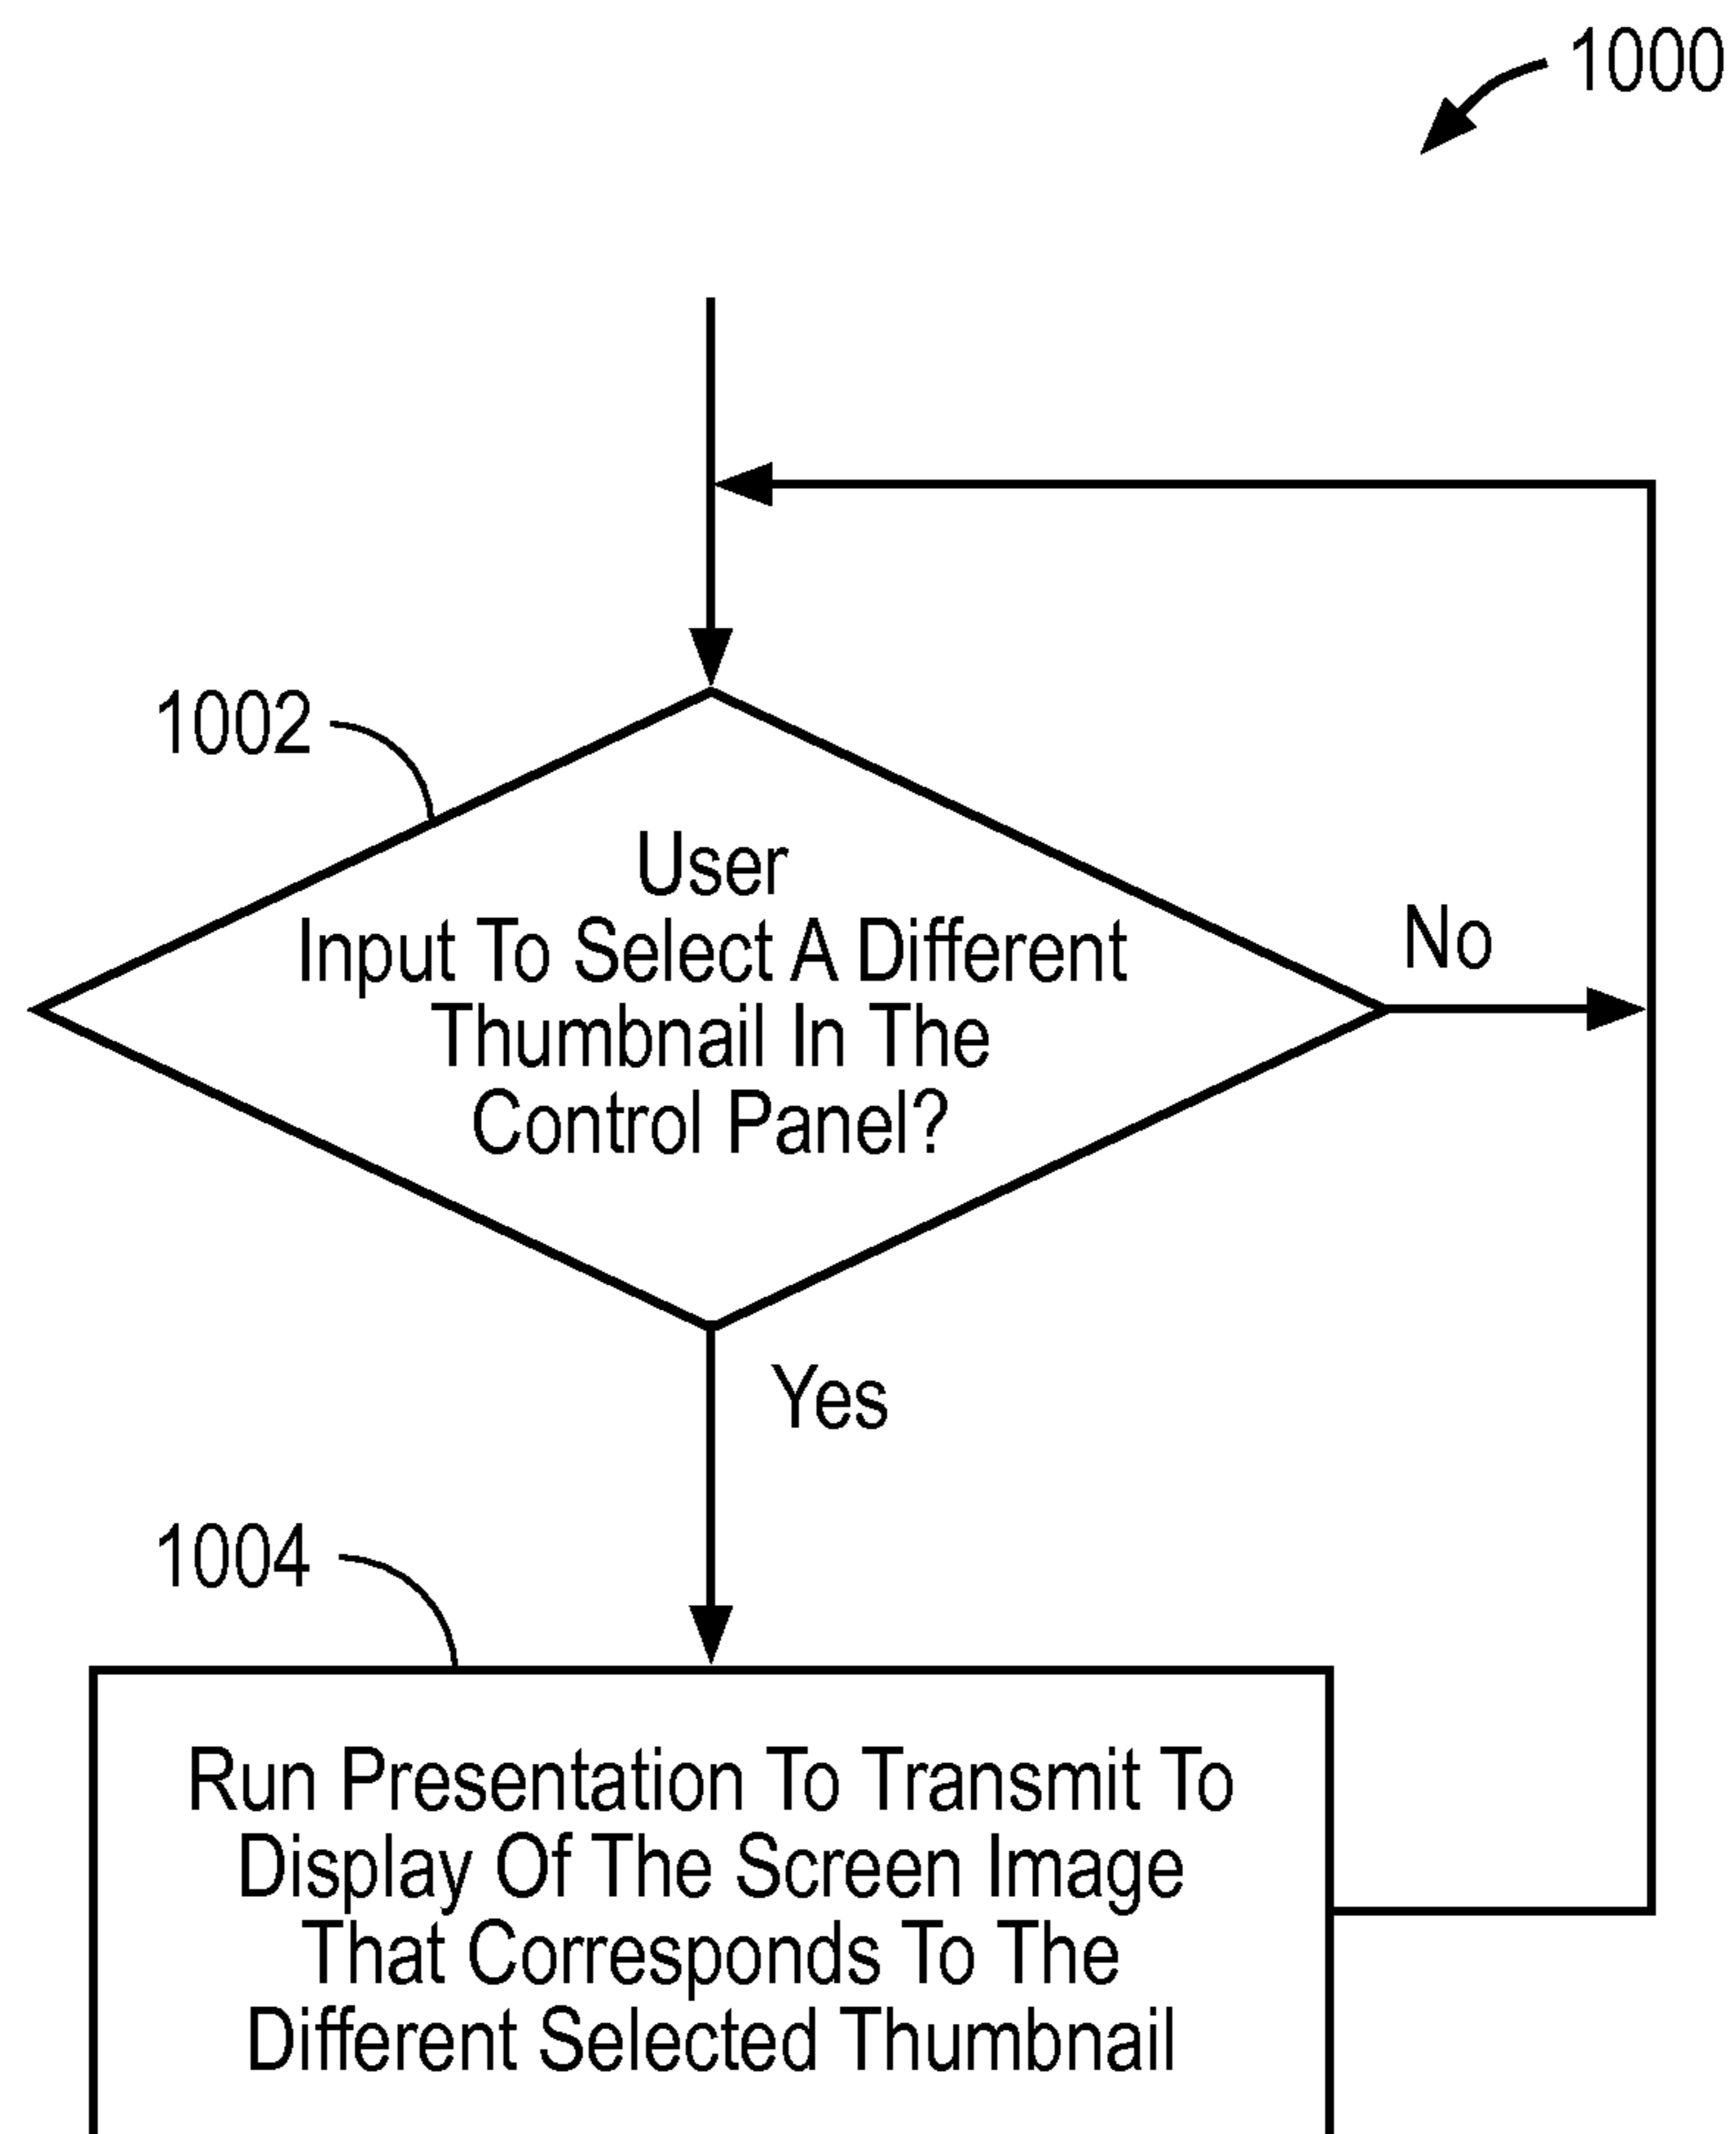 1000
1002
User
Input To Select A Different
Thumbnail In The
Control Panel?
No
Yes
1004
Run Presentation To Transmit To
Display Of The Screen Image
That Corresponds To The
Different Selected Thumbnail